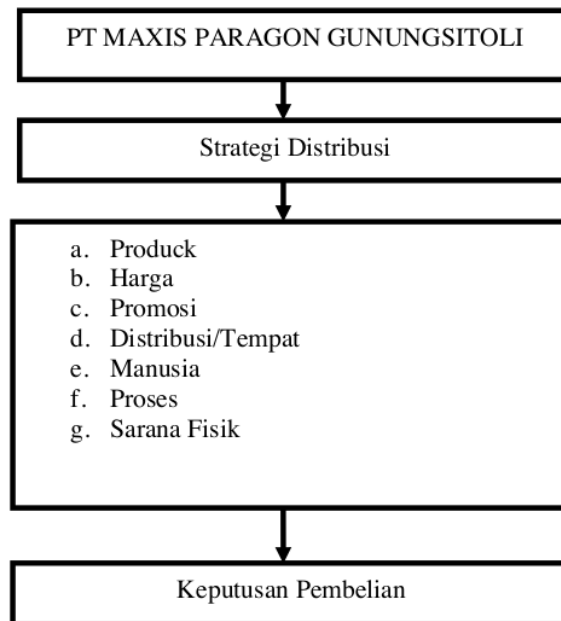 PT MAXIS PARAGON GUNUNGSITOLI
Strategi Distribusi
a. Produck
b. Harga
c. Promosi
d. Distribusi/Tempat
e. Manusia
f. Proses
g. Sarana Fisik
Keputusan Pembelian